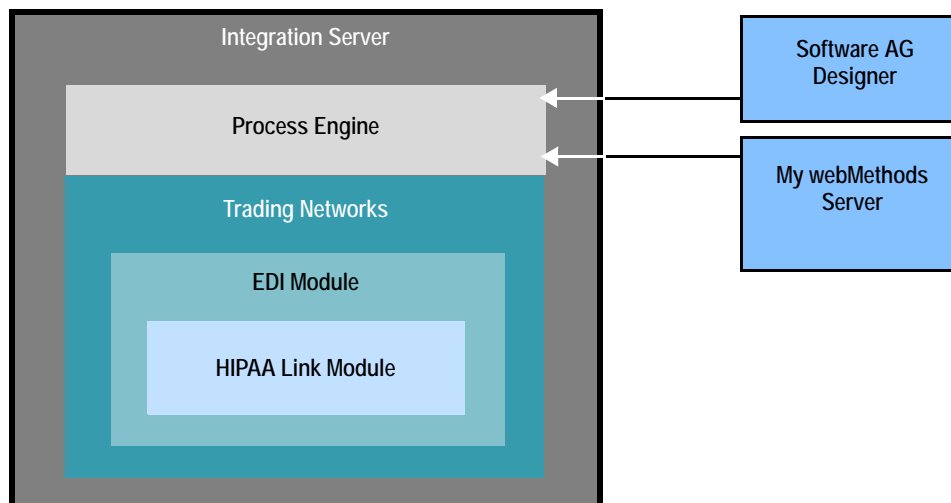 Integration Server
Software AG
Designer
Process Engine
My webMethods
Server
Trading Networks
EDI Module
HIPAA Link Module